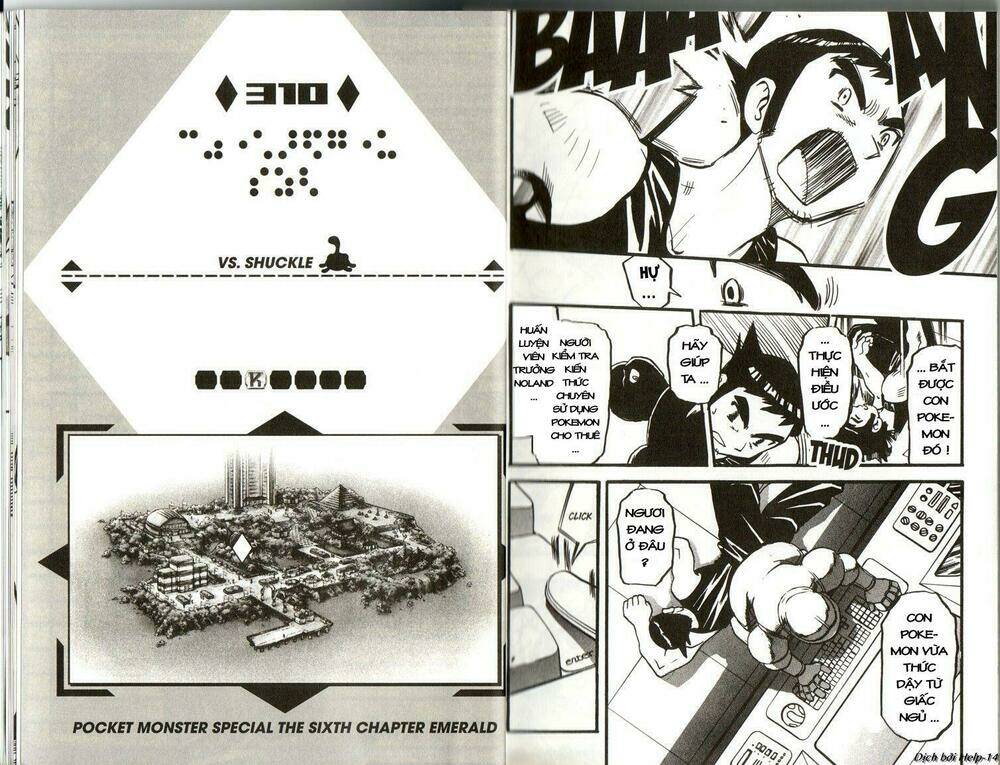 310
VS. SHUCKLE
K
POCKET MONSTER SPECIAL THE SIXTH CHAPTER EMERALD
BAAAA
AN
G
HỰ
...
... BẮT
ĐƯỢC
CON
POKE-
MON
ĐÓ !
...
THỰC
HIỆN
ĐIỀU
ƯỚC
...
THUD
HÃY
GIÚP
TA ...
NGƯỜI
KIỂM TRA
KIẾN
THỨC
CHUYÊN
SỬ DỤNG
POKEMON
CHO THUÊ
...
HUẤN
LUYỆN
VIÊN
TRƯỞNG
NOLAND
...
CON
POKE-
MON VỪA
THỨC
DẬY TỪ
GIẤC
NGỦ ...
NGƯƠI
ĐANG
Ở ĐÂU
?
CLICK
enter
Dịch bởi Help-14